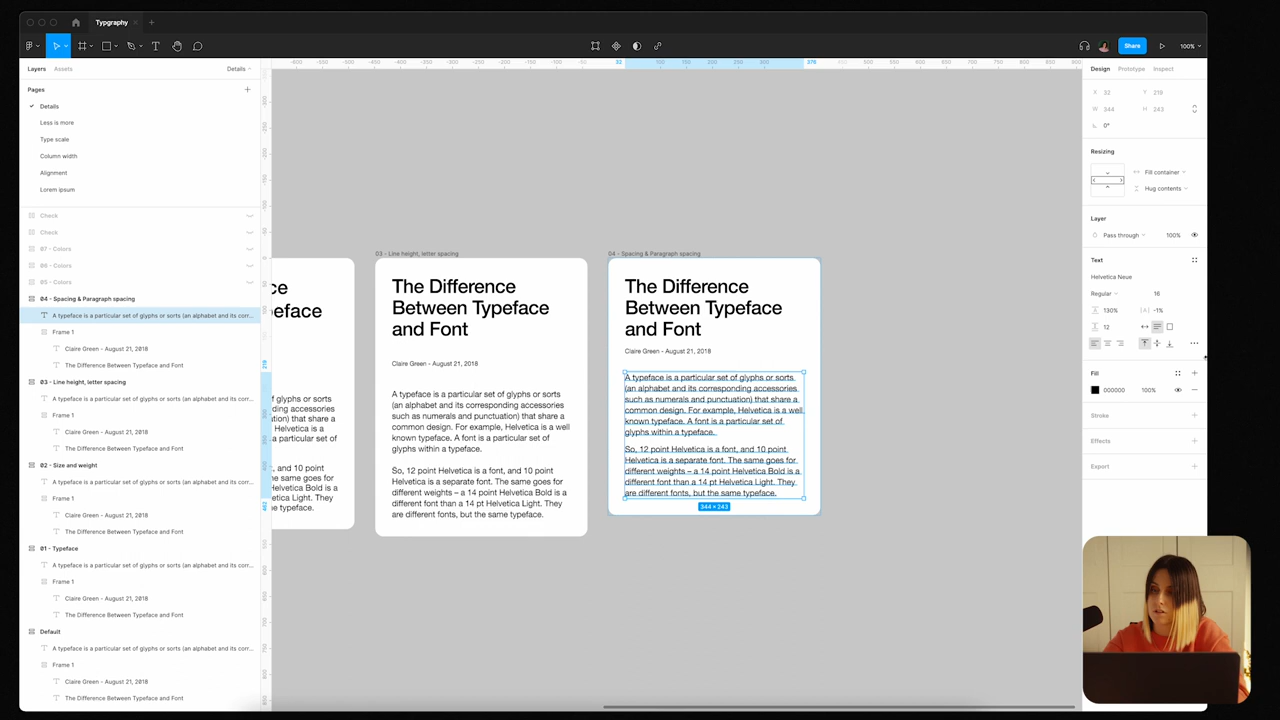 Typgraphy
Share
100%
Layers
Assets
Details
Design
Prototype
Inspect
Pages
Details
Less is more
Type scale
Column width
Alignment
Lorem ipsum
Check
Check
07 - Colors
06 - Colors
05 - Colors
04 - Spacing & Paragraph spacing
A typeface is a particular set of glyphs or sorts (an alphabet and its corr...
Frame 1
Claire Green - August 21, 2018
The Difference Between Typeface and Font
03 - Line height, letter spacing
A typeface is a particular set of glyphs or sorts (an alphabet and its corr...
Frame 1
Claire Green - August 21, 2018
The Difference Between Typeface and Font
02 - Size and weight
A typeface is a particular set of glyphs or sorts (an alphabet and its corr...
Frame 1
Claire Green - August 21, 2018
The Difference Between Typeface and Font
01 - Typeface
A typeface is a particular set of glyphs or sorts (an alphabet and its corr...
Frame 1
Claire Green - August 21, 2018
The Difference Between Typeface and Font
Default
A typeface is a particular set of glyphs or sorts (an alphabet and its corr...
Frame 1
Claire Green - August 21, 2018
The Difference Between Typeface and Font
03 - Line height, letter spacing
The Difference
Between Typeface
and Font
Claire Green - August 21, 2018
A typeface is a particular set of glyphs or sorts
(an alphabet and its corresponding accessories
such as numerals and punctuation) that share a
common design. For example, Helvetica is a well
known typeface. A font is a particular set of
glyphs within a typeface.
So, 12 point Helvetica is a font, and 10 point
Helvetica is a separate font. The same goes for
different weights – a 14 point Helvetica Bold is a
different font than a 14 pt Helvetica Light. They
are different fonts, but the same typeface.
04 - Spacing & Paragraph spacing
The Difference
Between Typeface
and Font
Claire Green - August 21, 2018
A typeface is a particular set of glyphs or sorts
(an alphabet and its corresponding accessories
such as numerals and punctuation) that share a
common design. For example, Helvetica is a well
known typeface. A font is a particular set of
glyphs within a typeface.
So, 12 point Helvetica is a font, and 10 point
Helvetica is a separate font. The same goes for
different weights – a 14 point Helvetica Bold is a
different font than a 14 pt Helvetica Light. They
are different fonts, but the same typeface.
344 × 243
X 32
Y 219
W 344
H 243
0°
Resizing
Fill container
Hug contents
Layer
Pass through
100%
Text
Helvetica Neue
Regular
16
130%
-1%
12
Fill
000000
100%
Stroke
Effects
Export